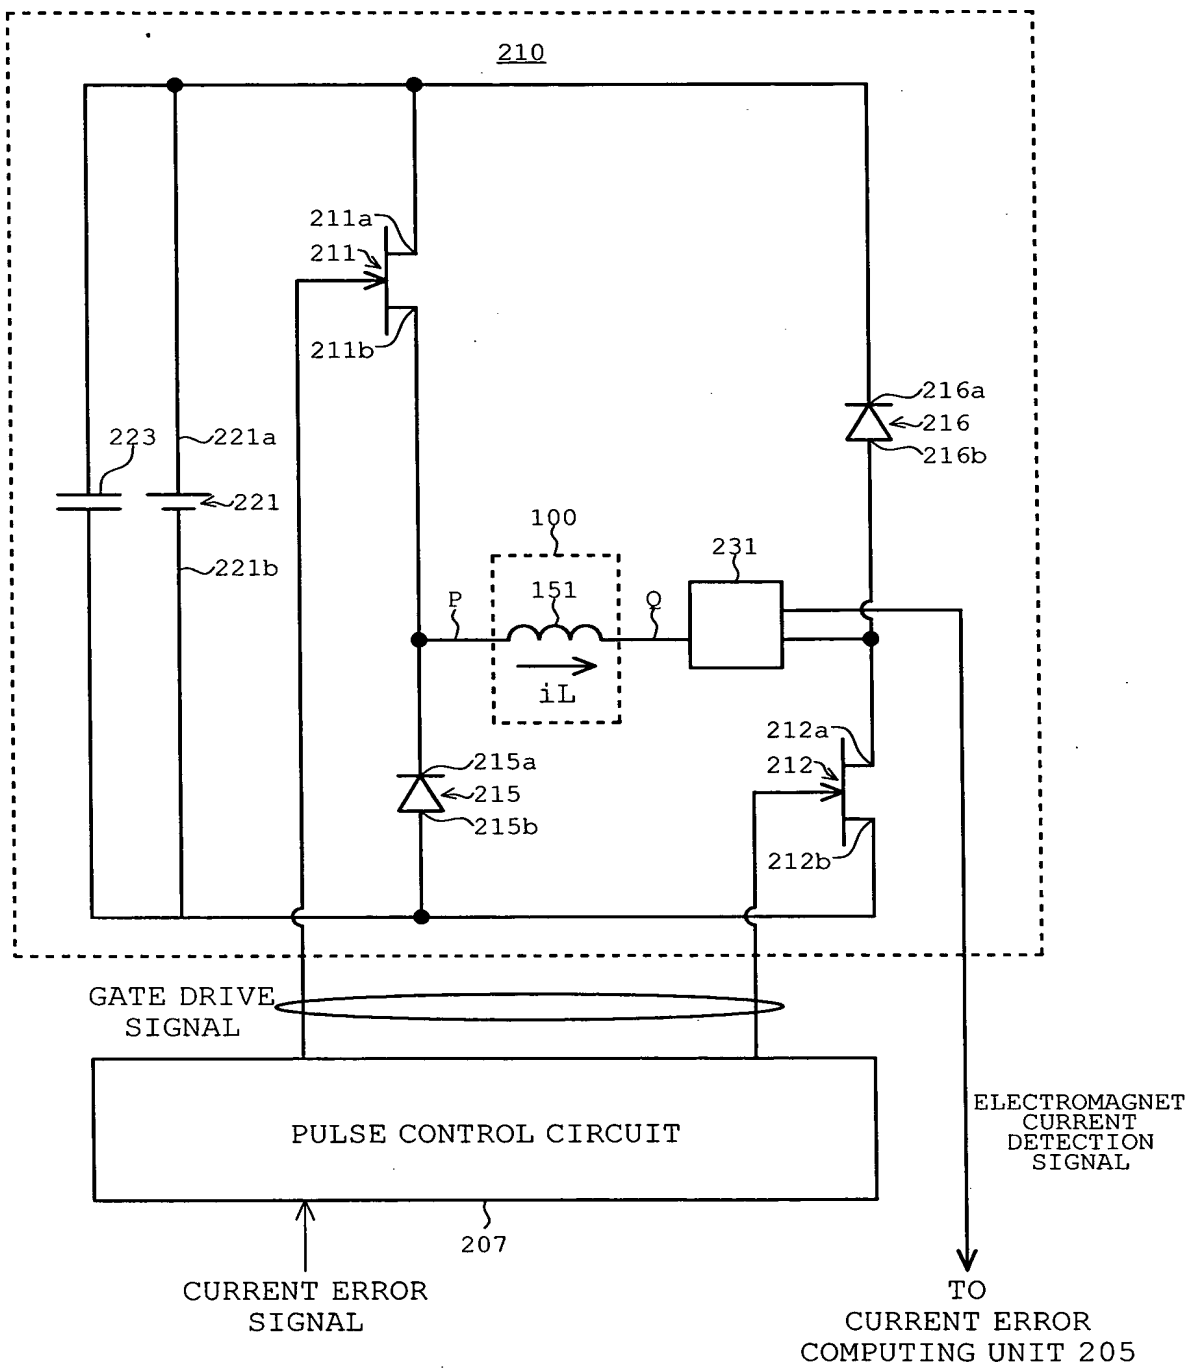 210
211a
211
211b
216a
216
216b
223
221a
221
221b
100
231
151
P
Q
iL
212a
212
212b
215a
215
215b
GATE DRIVE
SIGNAL
PULSE CONTROL CIRCUIT
ELECTROMAGNET
CURRENT
DETECTION
SIGNAL
207
CURRENT ERROR
SIGNAL
TO
CURRENT ERROR
COMPUTING UNIT 205